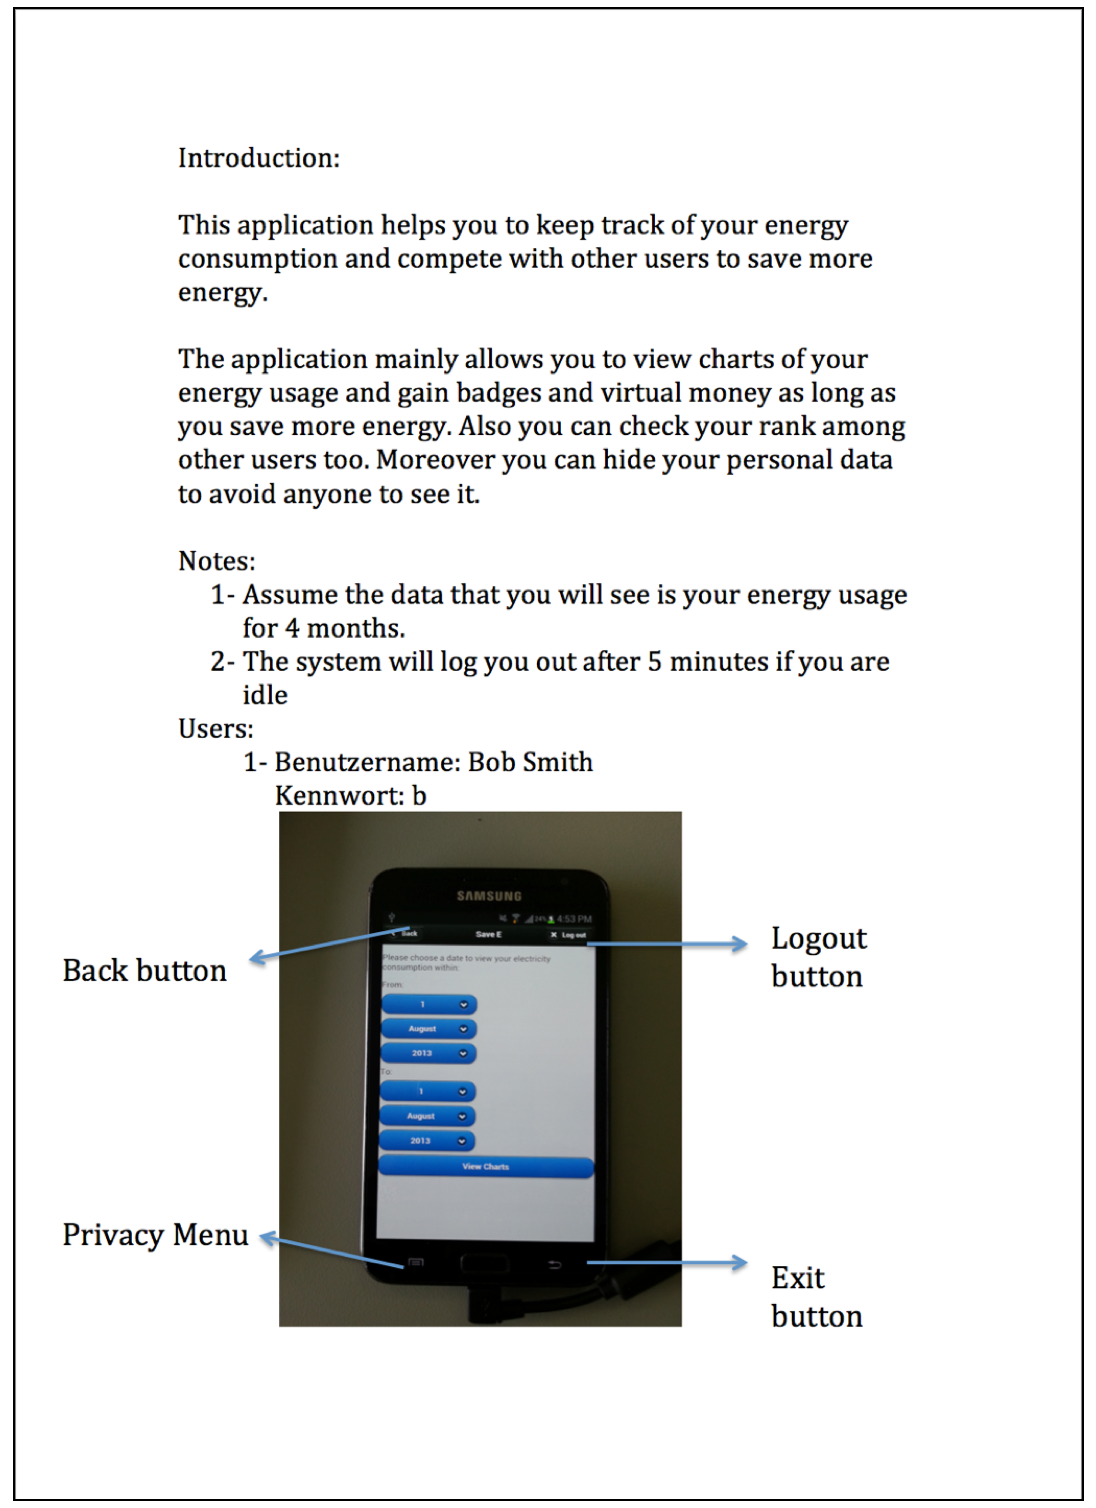 Introduction:
This application helps you to keep track of your energy
consumption and compete with other users to save more
energy.
The application mainly allows you to view charts of your
energy usage and gain badges and virtual money as long as
you save more energy. Also you can check your rank among
other users too. Moreover you can hide your personal data
to avoid anyone to see it.
Notes:
1- Assume the data that you will see is your energy usage
for 4 months.
2- The system will log you out after 5 minutes if you are
idle
Users:
1- Benutzername: Bob Smith
Kennwort: b
SAMSUNG
24% 4:53 PM
Back Save E Log out
Please choose a date to view your electricity
consumption within:
From:
1
August
2013
To:
1
August
2013
View Charts
Back button
Logout
button
Privacy Menu
Exit
button